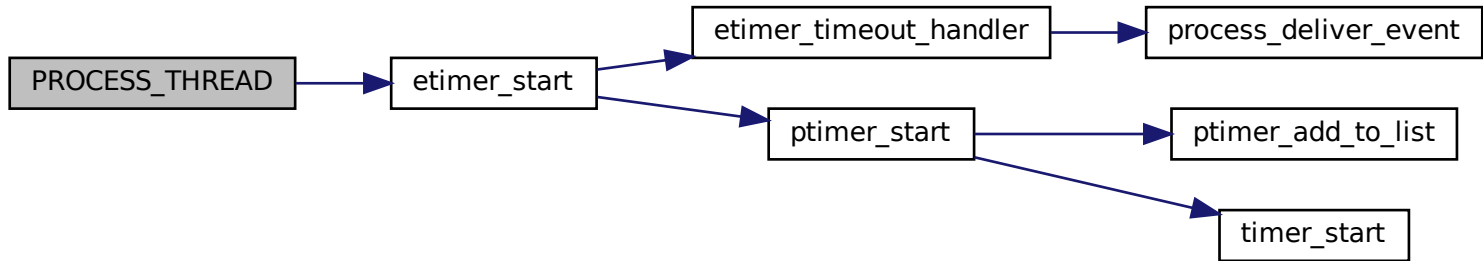 PROCESS_THREAD
etimer_start
etimer_timeout_handler
process_deliver_event
ptimer_start
ptimer_add_to_list
timer_start